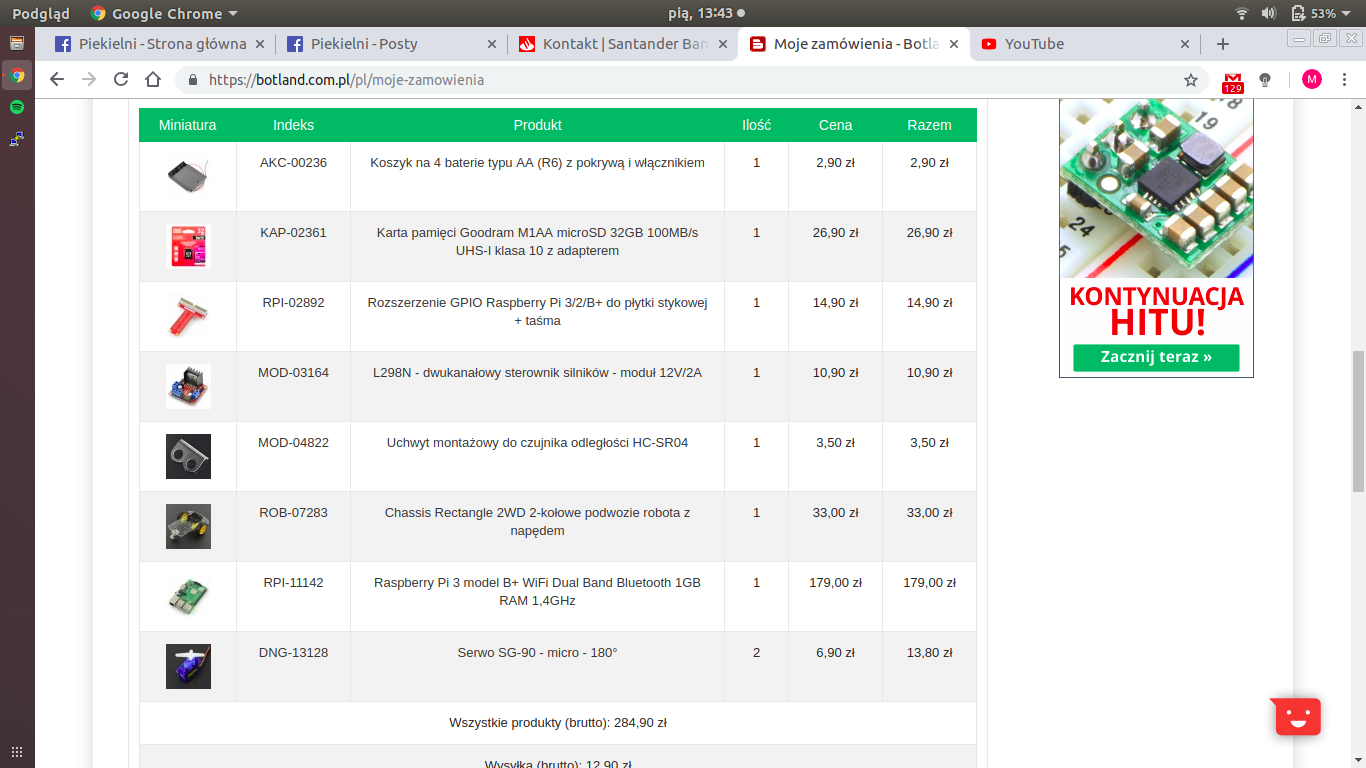 Podgląd Google Chrome pią, 13:43 53%
Piekielni - Strona główna Piekielni - Posty Kontakt | Santander Ban Moje zamówienia - Botla YouTube
https://botland.com.pl/pl/moje-zamowienia 129 M
Miniatura Indeks Produkt Ilość Cena Razem
AKC-00236 Koszyk na 4 baterie typu AA (R6) z pokrywą i włącznikiem 1 2,90 zł 2,90 zł
KAP-02361 Karta pamięci Goodram M1AA microSD 32GB 100MB/s 1 26,90 zł 26,90 zł
UHS-I klasa 10 z adapterem
RPI-02892 Rozszerzenie GPIO Raspberry Pi 3/2/B+ do płytki stykowej 1 14,90 zł 14,90 zł
+ taśma
MOD-03164 L298N - dwukanałowy sterownik silników - moduł 12V/2A 1 10,90 zł 10,90 zł
MOD-04822 Uchwyt montażowy do czujnika odległości HC-SR04 1 3,50 zł 3,50 zł
ROB-07283 Chassis Rectangle 2WD 2-kołowe podwozie robota z 1 33,00 zł 33,00 zł
napędem
RPI-11142 Raspberry Pi 3 model B+ WiFi Dual Band Bluetooth 1GB 1 179,00 zł 179,00 zł
RAM 1,4GHz
DNG-13128 Serwo SG-90 - micro - 180° 2 6,90 zł 13,80 zł
Wszystkie produkty (brutto): 284,90 zł
Wysyłka (brutto): 12,90 zł
18
19
24
KONTYNUACJA
HITU!
Zacznij teraz »